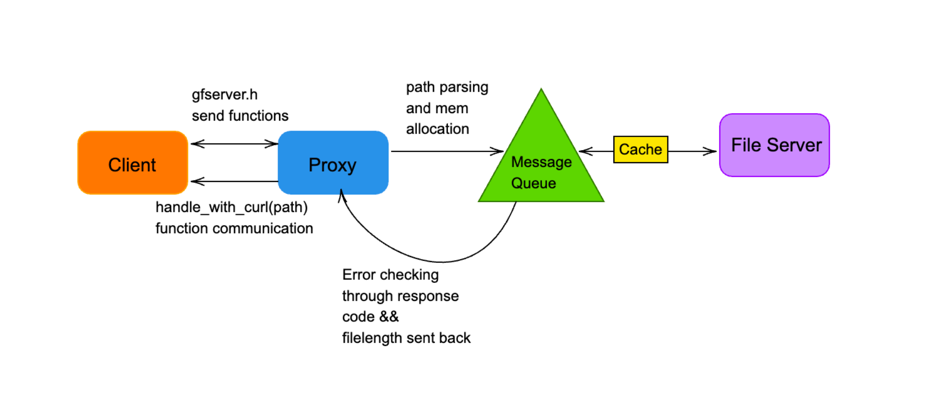 gfserver.h
send functions
path parsing
and mem
allocation
Client
Proxy
Message
Queue
Cache
File Server
handle_with_curl(path)
function communication
Error checking
through response
code &&
filelength sent back